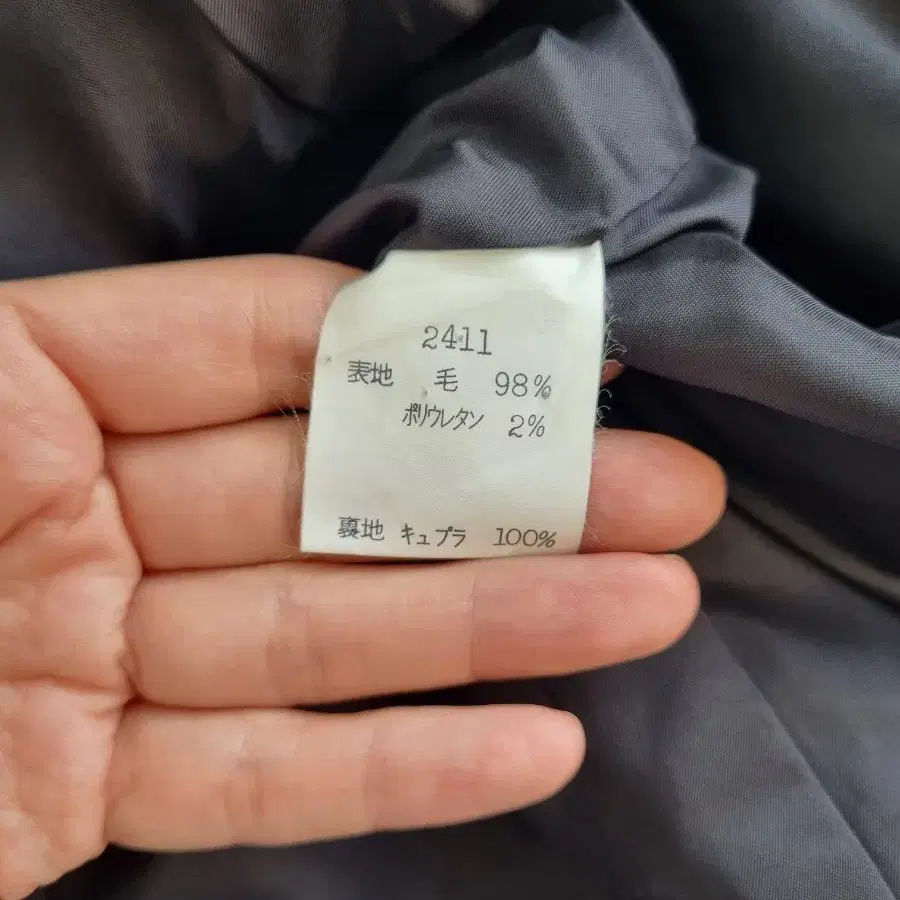 2411
表地 毛 98%
ポリウレタン 2%
裏地 キュプラ 100%